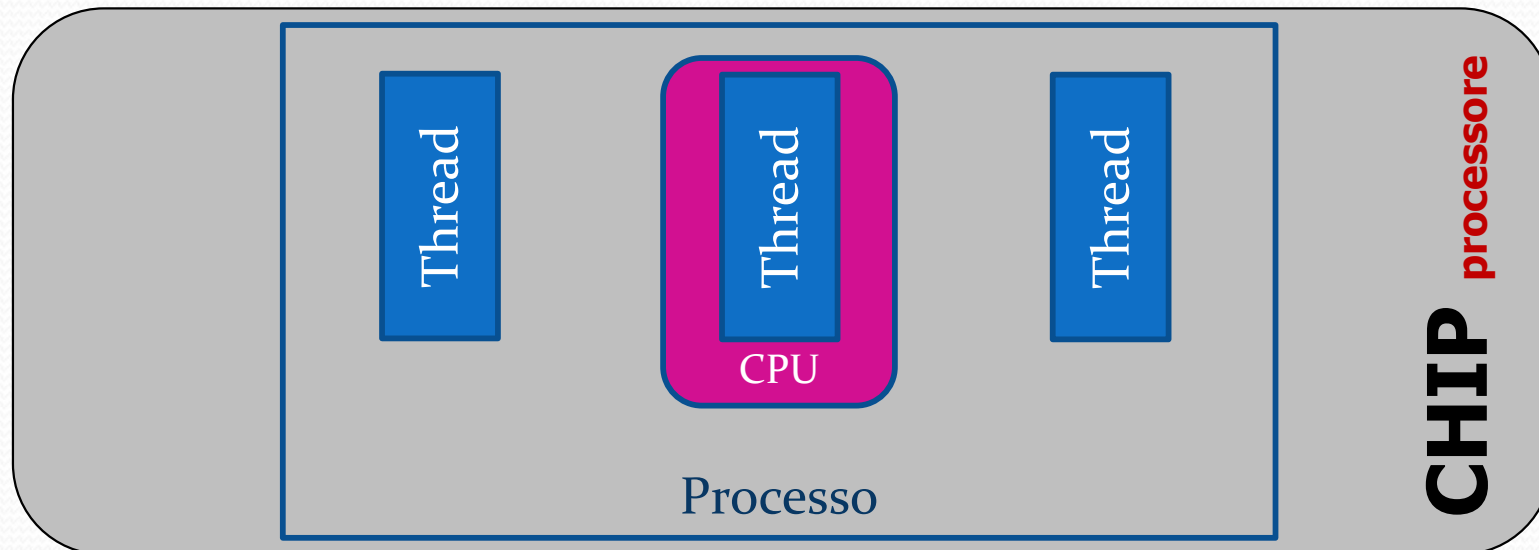 Thread
Thread
Thread
CPU
Processo
CHIP processore